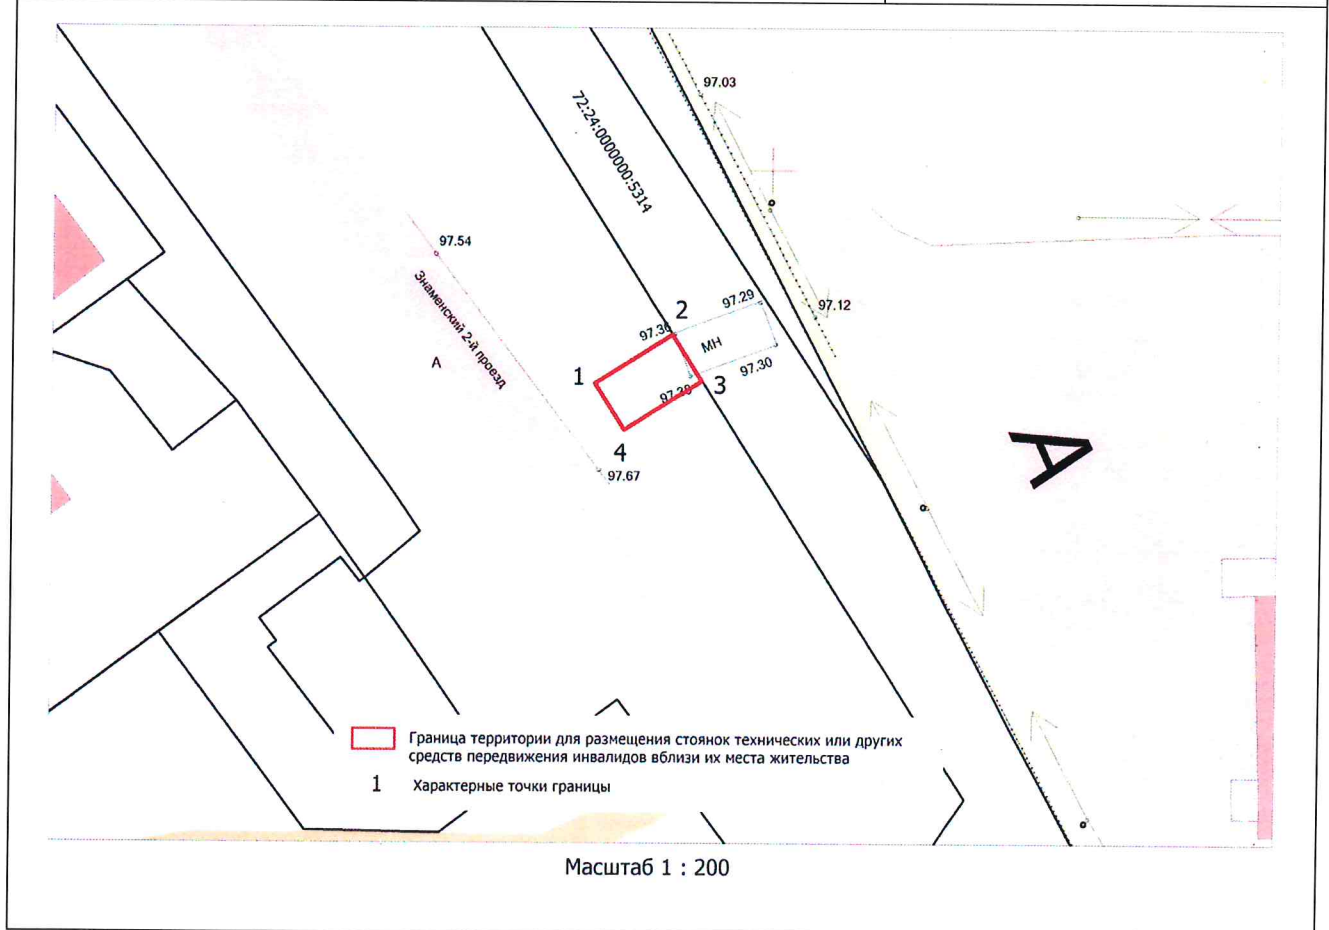 97.03
72:24:0000000:5314
97.54
Знаменский 2-й проезд
А
97.29
97.12
2
97.30
МН
97.30
1
3
4
97.67
А
Граница территории для размещения стоянок технических или других
средств передвижения инвалидов вблизи их места жительства
1 Характерные точки границы
Масштаб 1 : 200